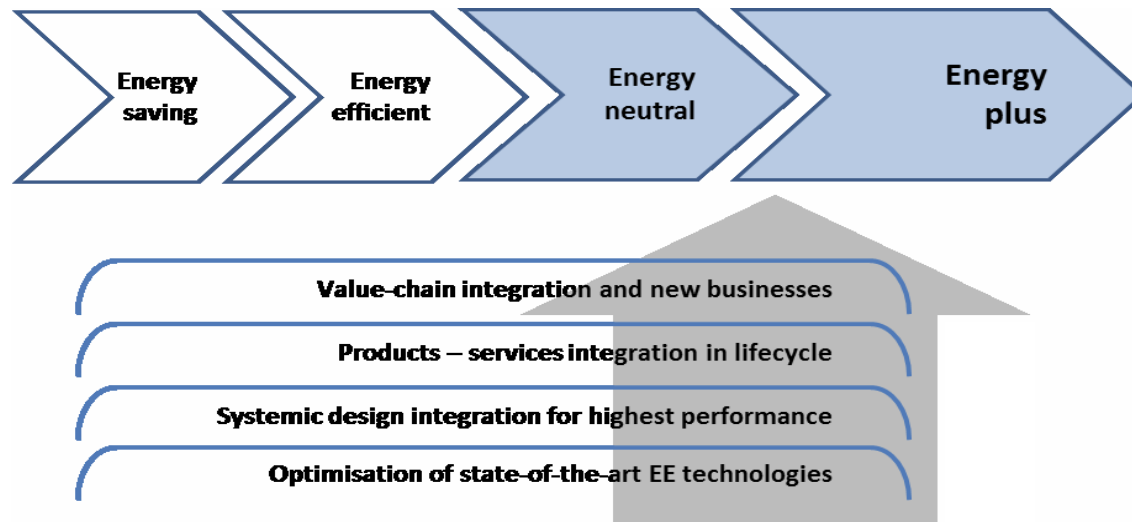 Energy
saving
Energy
efficient
Energy
neutral
Energy
plus
Value-chain integration and new businesses
Products – services integration in lifecycle
Systemic design integration for highest performance
Optimisation of state-of-the-art EE technologies